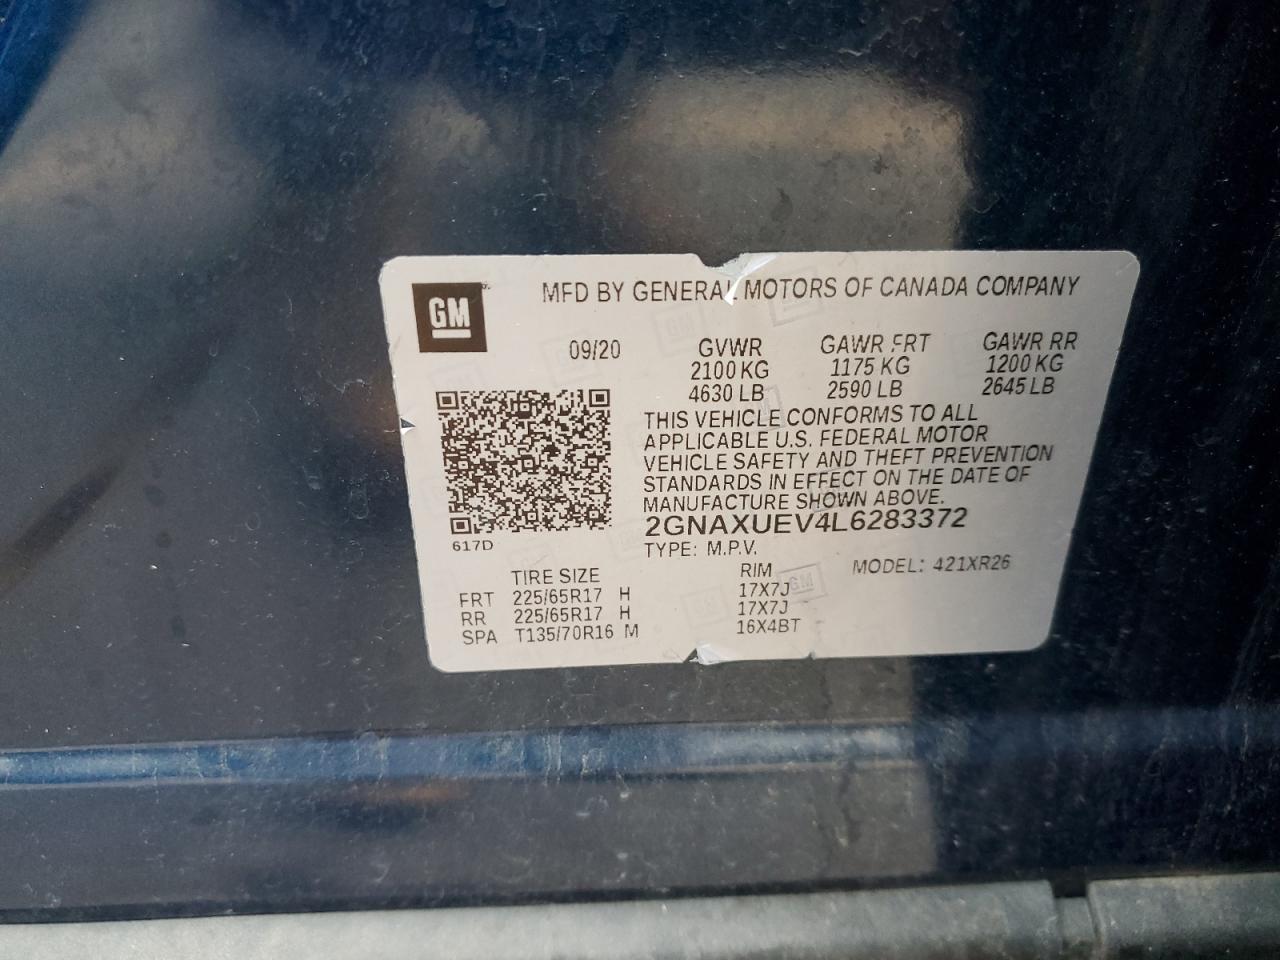 GM
MFD BY GENERAL MOTORS OF CANADA COMPANY
09/20 GVWR GAWR FRT GAWR RR
2100 KG 1175 KG 1200 KG
4630 LB 2590 LB 2645 LB
THIS VEHICLE CONFORMS TO ALL
APPLICABLE U.S. FEDERAL MOTOR
VEHICLE SAFETY AND THEFT PREVENTION
STANDARDS IN EFFECT ON THE DATE OF
MANUFACTURE SHOWN ABOVE.
2GNAXUEV4L6283372
617D
TYPE: M.P.V. MODEL: 421XR26
TIRE SIZE RIM
FRT 225/65R17 H 17X7J
RR 225/65R17 H 17X7J
SPA T135/70R16 M 16X4BT